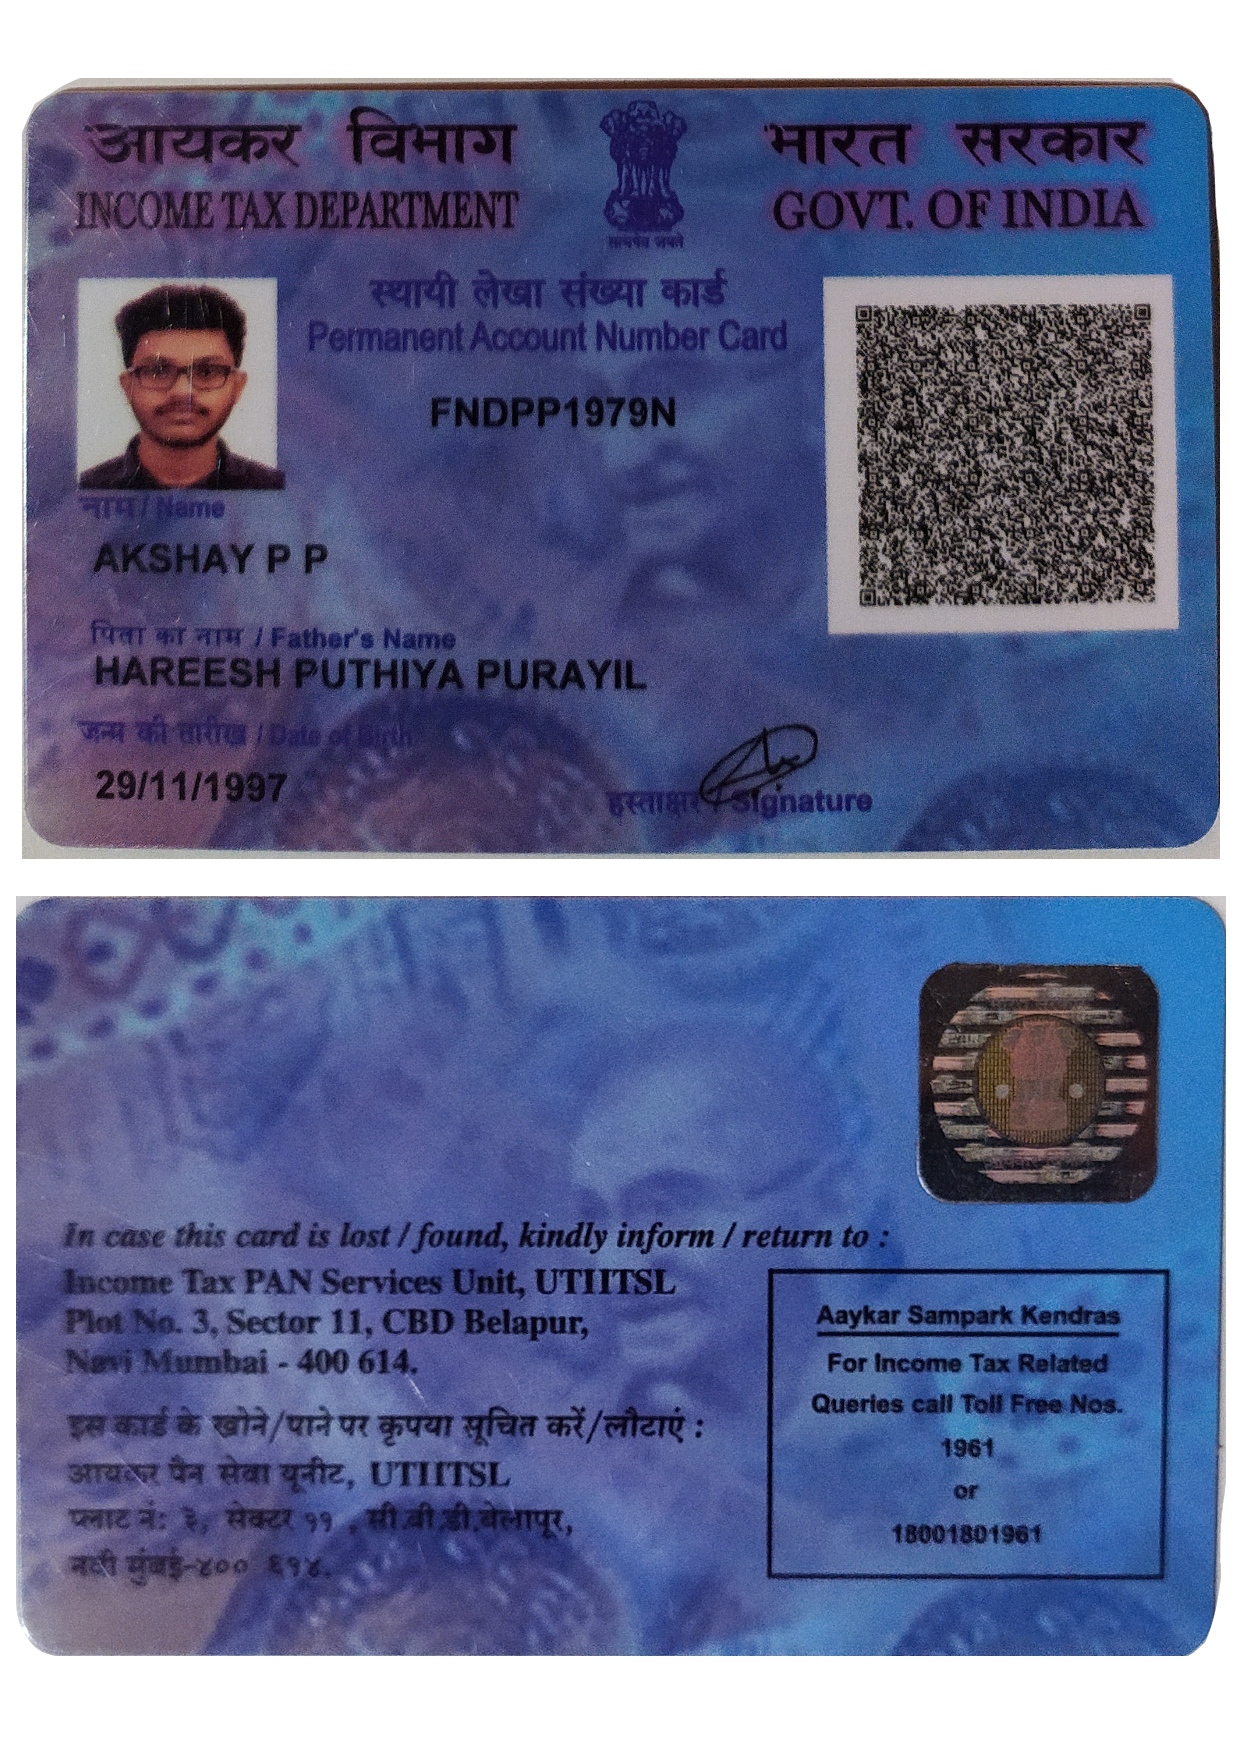 आयकर विभाग
INCOME TAX DEPARTMENT
सत्यमेव जयते
भारत सरकार
GOVT. OF INDIA
स्थायी लेखा संख्या कार्ड
Permanent Account Number Card
FNDPP1979N
नाम / Name
AKSHAY P P
पिता का नाम / Father's Name
HAREESH PUTHIYA PURAYIL
जन्म की तारीख / Date of Birth
29/11/1997
हस्ताक्षर / Signature
In case this card is lost / found, kindly inform / return to :
Income Tax PAN Services Unit, UTIITSL
Plot No. 3, Sector 11, CBD Belapur,
Navi Mumbai - 400 614.
इस कार्ड के खोने/पाने पर कृपया सूचित करें/लौटाएं :
आयकर पैन सेवा यूनीट, UTIITSL
प्लाट नं: ३, सेक्टर ११ , सी.बी.डी.बेलापूर,
नवी मुंबई-४०० ६१४.
Aaykar Sampark Kendras
For Income Tax Related
Queries call Toll Free Nos.
1961
or
18001801961